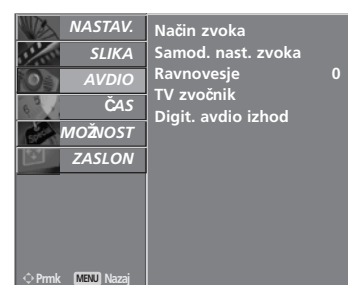 NASTAV.
SLIKA
AVDIO
ČAS
MOŽNOST
ZASLON
Način zvoka
Samod. nast. zvoka
Ravnovesje 0
TV zvočnik
Digit. avdio izhod
Prmk MENU Nazaj